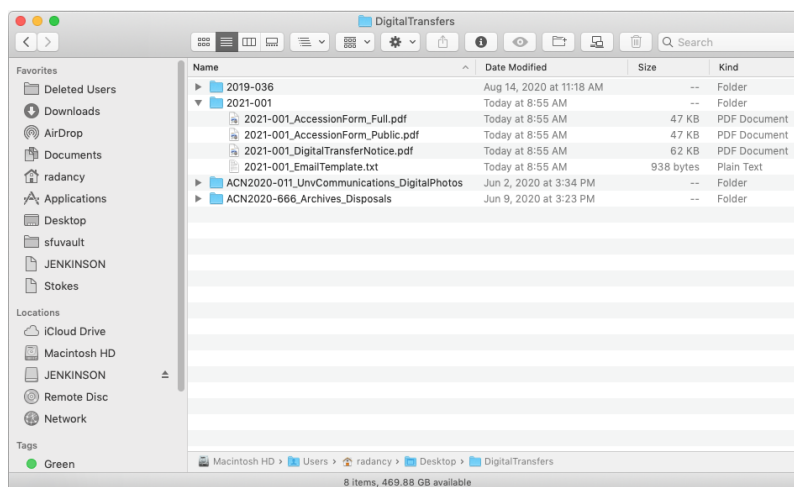 DigitalTransfers
Search
Favorites
Deleted Users
Downloads
AirDrop
Documents
radancy
Applications
Desktop
sfuvault
JENKINSON
Stokes
Locations
iCloud Drive
Macintosh HD
JENKINSON
Remote Disc
Network
Tags
Green
Name Date Modified Size Kind
2019-036 Aug 14, 2020 at 11:18 AM -- Folder
2021-001 Today at 8:55 AM -- Folder
2021-001_AccessionForm_Full.pdf Today at 8:55 AM 47 KB PDF Document
2021-001_AccessionForm_Public.pdf Today at 8:55 AM 47 KB PDF Document
2021-001_DigitalTransferNotice.pdf Today at 8:55 AM 62 KB PDF Document
2021-001_EmailTemplate.txt Today at 8:55 AM 938 bytes Plain Text
ACN2020-011_UnvCommunications_DigitalPhotos Jun 2, 2020 at 3:34 PM -- Folder
ACN2020-666_Archives_Disposals Jun 9, 2020 at 3:23 PM -- Folder
Macintosh HD › Users › radancy › Desktop › DigitalTransfers
8 items, 469.88 GB available